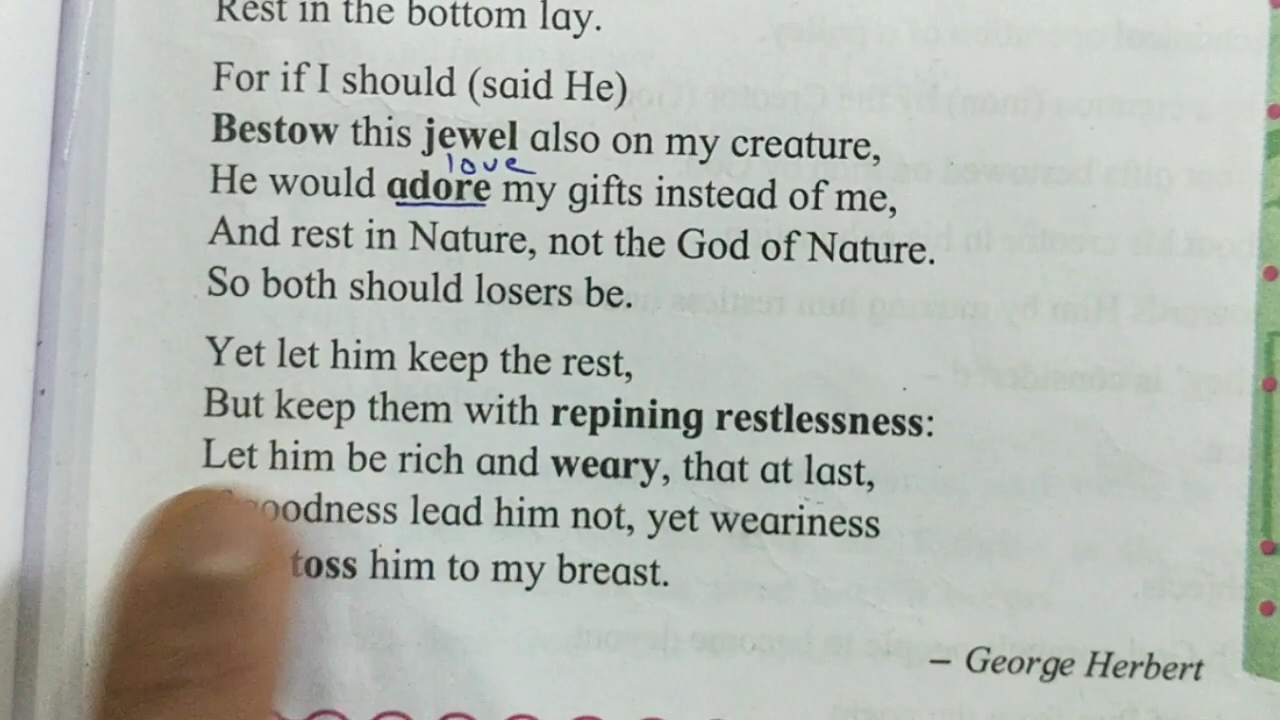 Rest in the bottom lay.
For if I should (said He)
Bestow this jewel also on my creature,
love
He would adore my gifts instead of me,
And rest in Nature, not the God of Nature.
So both should losers be.
Yet let him keep the rest,
But keep them with repining restlessness:
Let him be rich and weary, that at last,
goodness lead him not, yet weariness
toss him to my breast.
– George Herbert